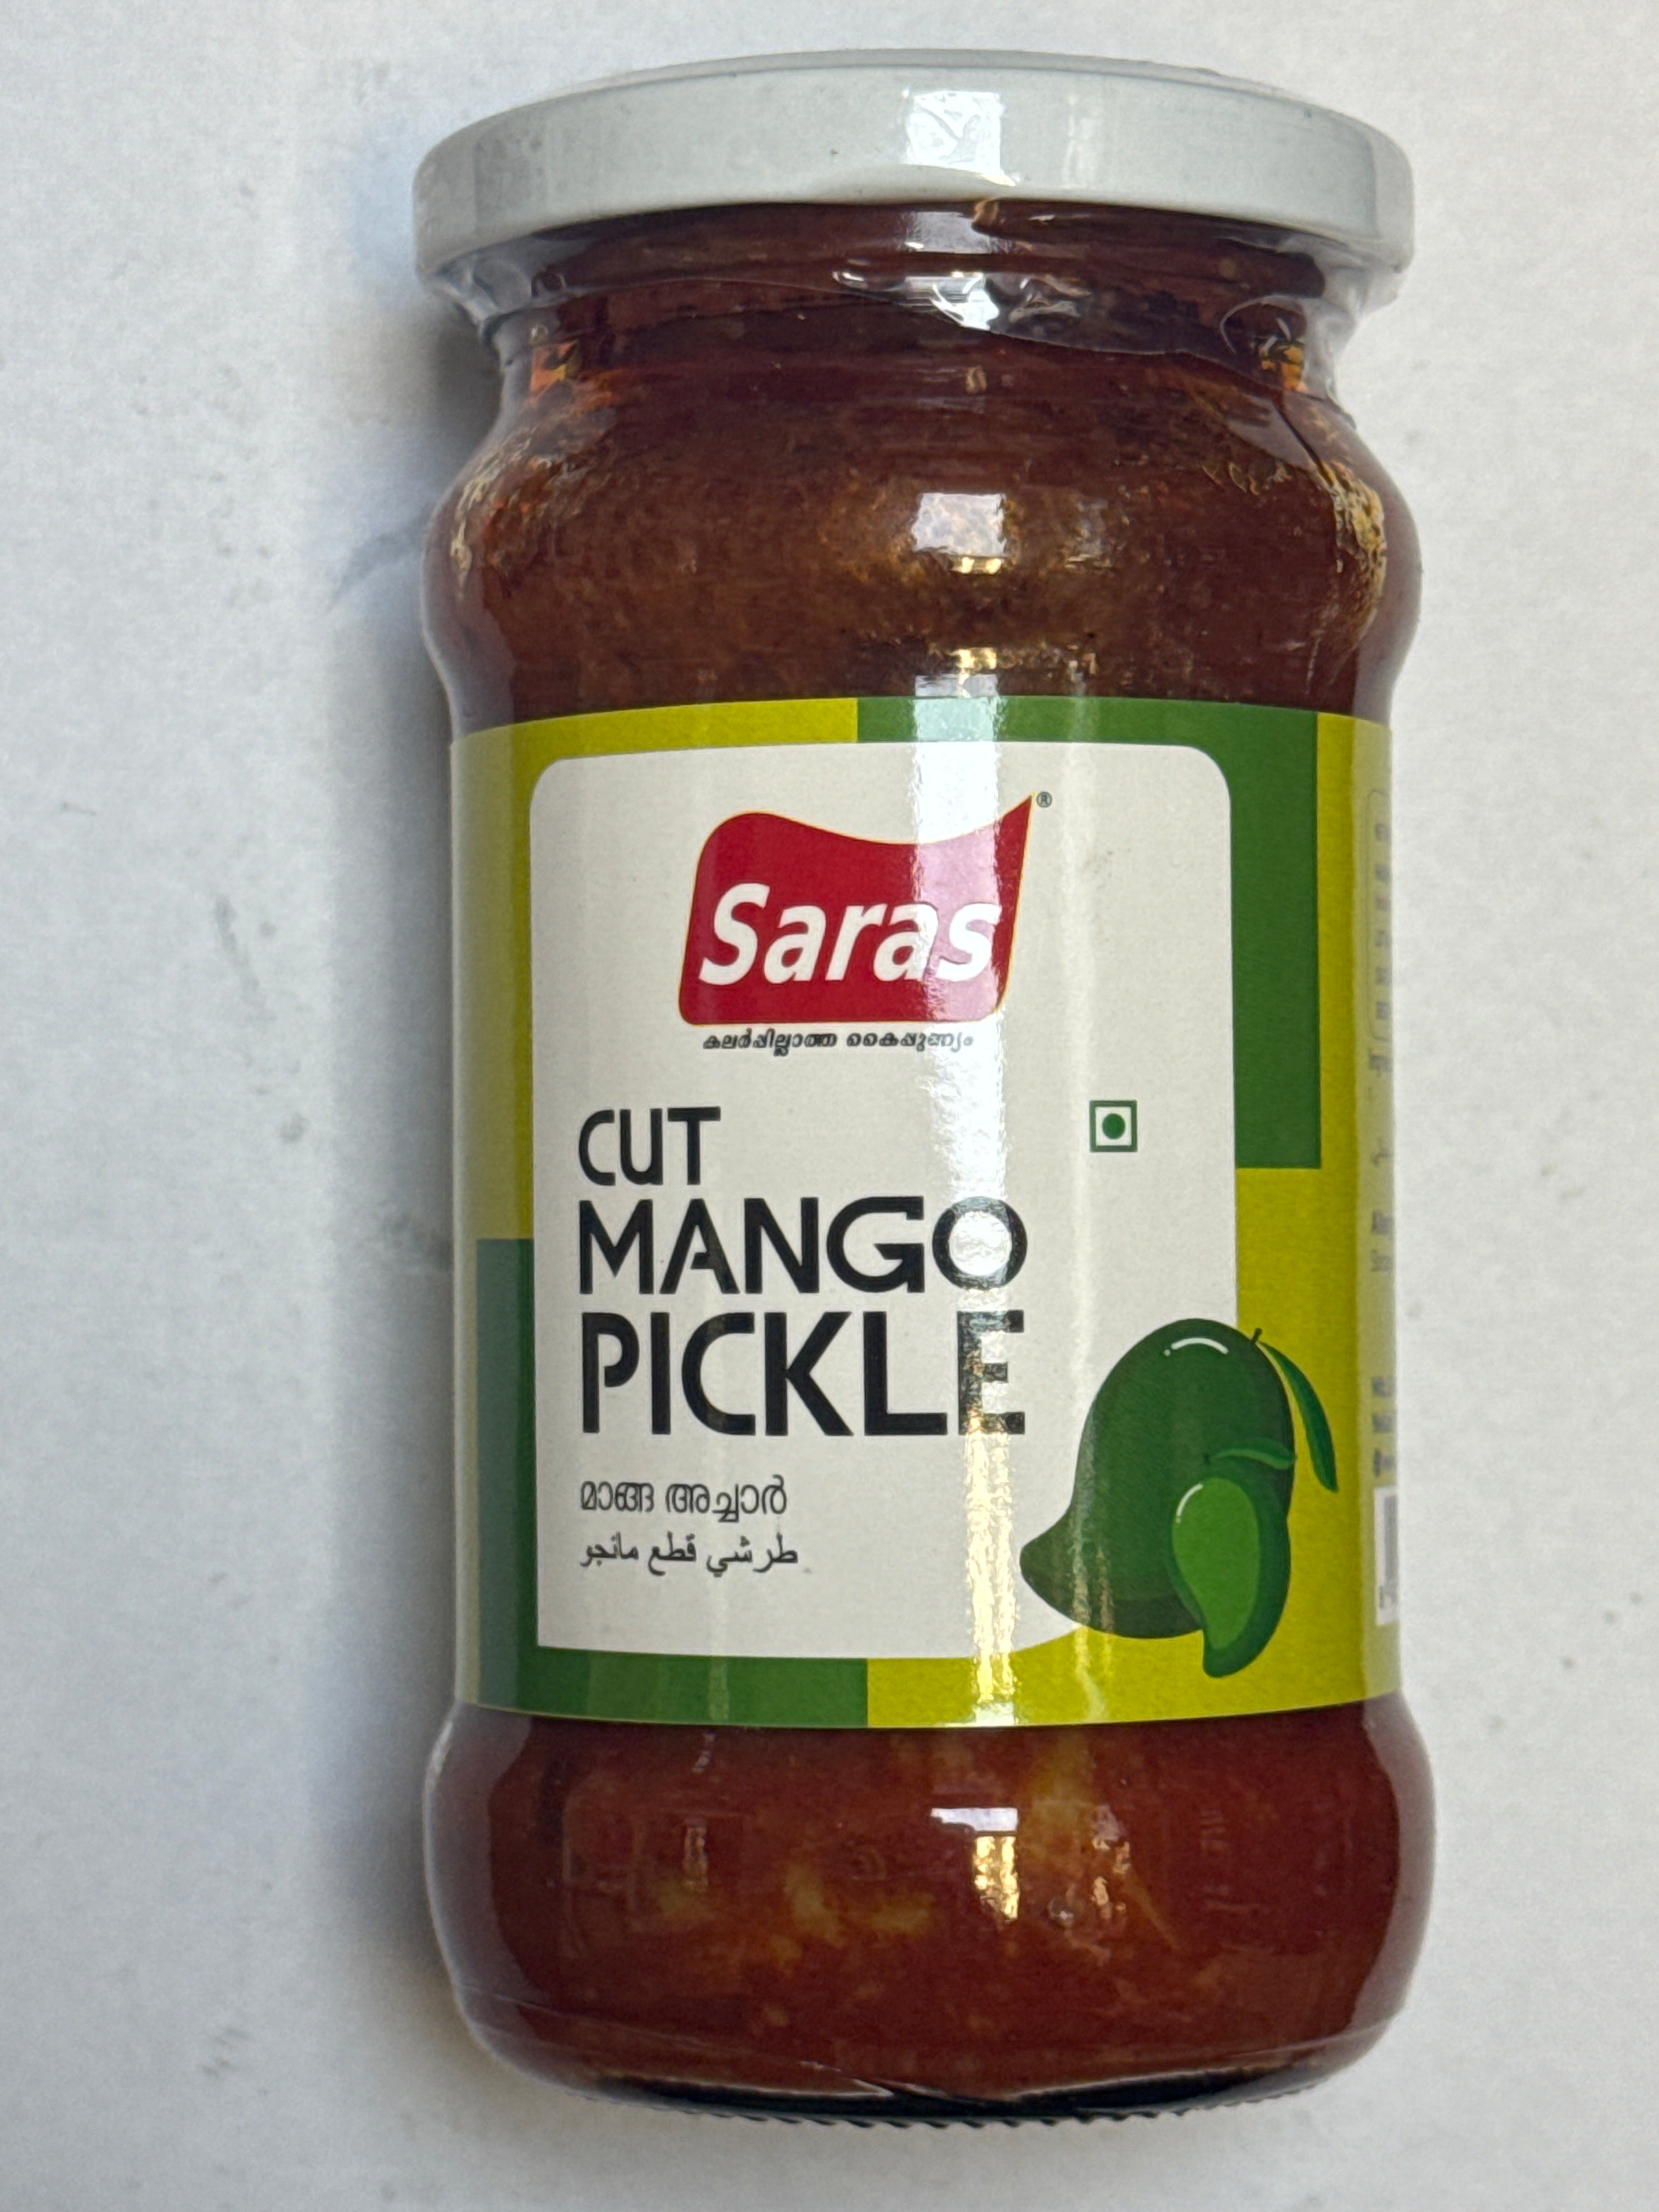 Saras®
കലർപ്പില്ലാത്ത കൈപ്പുണ്യം
CUT
MANGO
PICKLE
മാങ്ങ അച്ചാർ
طرشي قطع مانجو